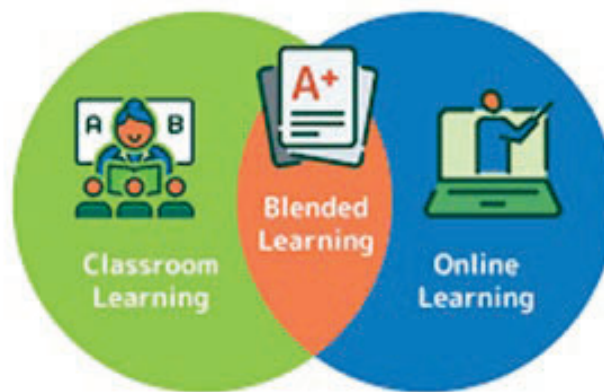 A+
A B
Blended
Learning
Classroom
Learning
Online
Learning